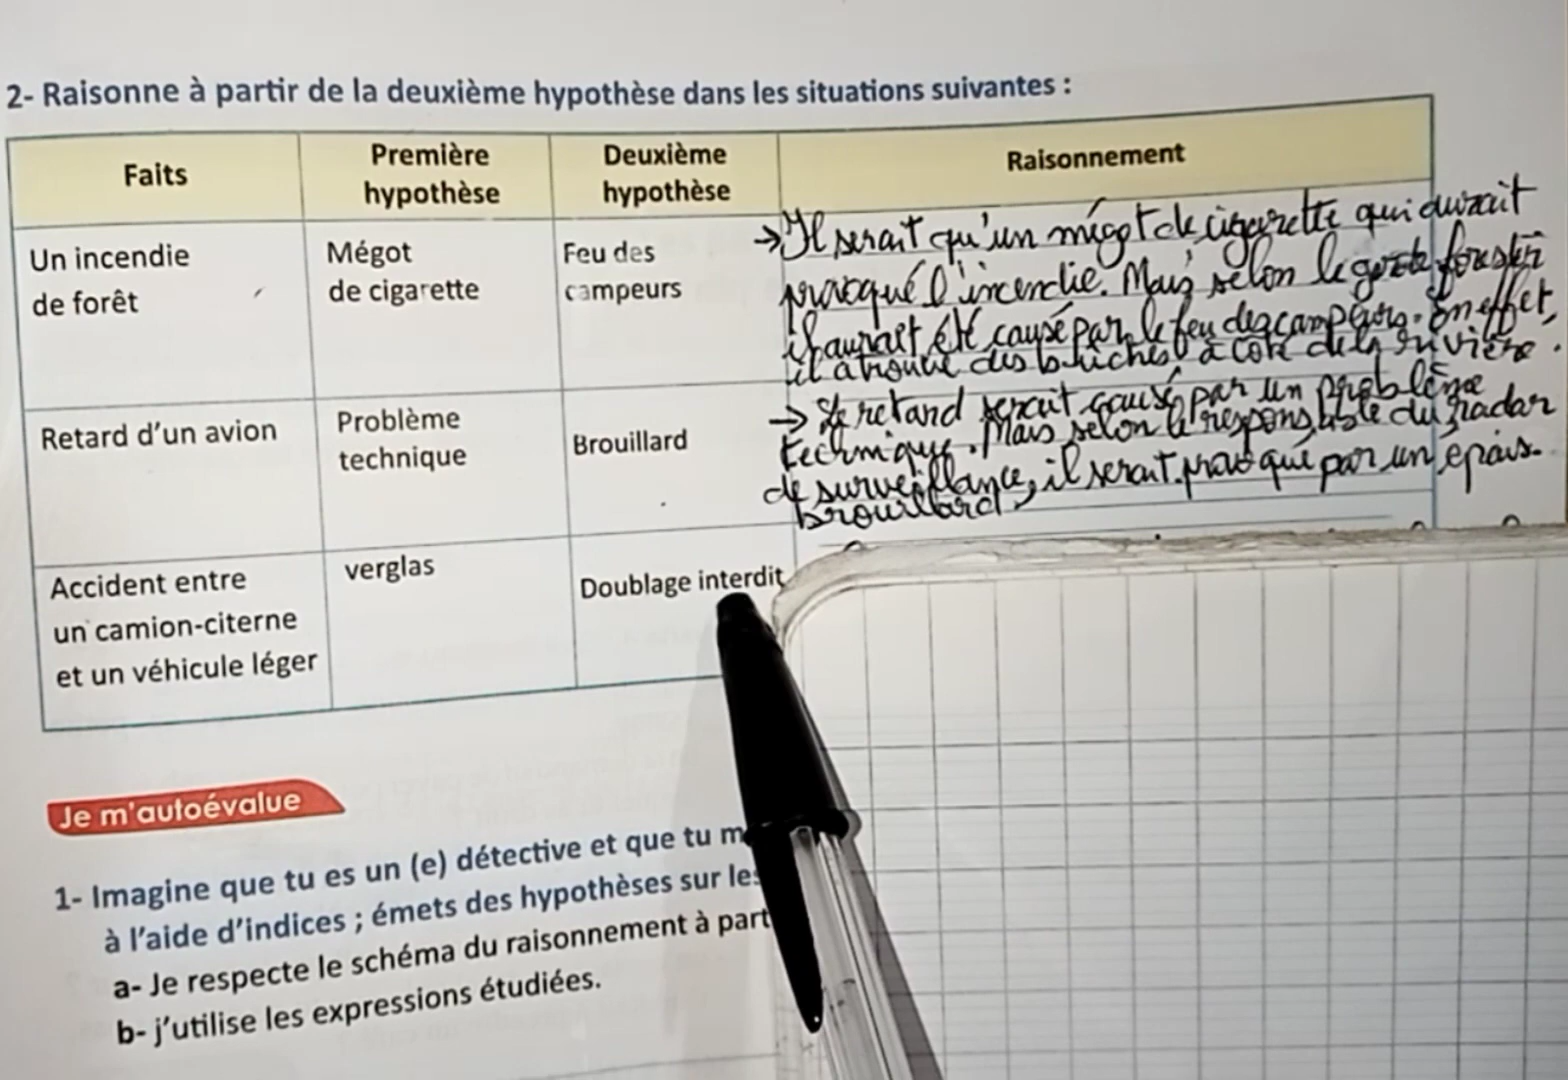 2- Raisonne à partir de la deuxième hypothèse dans les situations suivantes :
Faits
Première
hypothèse
Deuxième
hypothèse
Raisonnement
Un incendie
de forêt
Mégot
de cigarette
Feu des
campeurs
→ Il serait qu'un mégot de cigarette qui aurait
provoqué l'incendie. Mais selon le garde forestier
il aurait été causé par le feu des campeurs. En effet,
il a trouvé des bûches à côté de la rivière.
Retard d'un avion
Problème
technique
Brouillard
→ Le retard serait causé par un problème
technique. Mais selon le responsable du radar
de surveillance, il serait provoqué par un épais.
brouillard.
Accident entre
un camion-citerne
et un véhicule léger
verglas
Doublage interdit
Je m'autoévalue
1- Imagine que tu es un (e) détective et que tu m
à l'aide d'indices ; émets des hypothèses sur les
a- Je respecte le schéma du raisonnement à part
b- j'utilise les expressions étudiées.